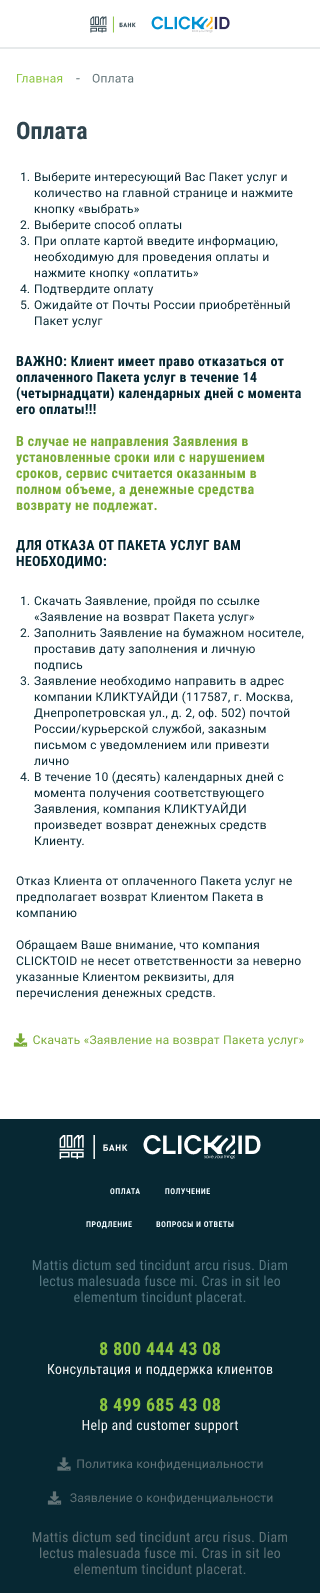 ДОМ РФ БАНК CLICK2ID
Главная - Оплата
Оплата
1. Выберите интересующий Вас Пакет услуг и
количество на главной странице и нажмите
кнопку «выбрать»
2. Выберите способ оплаты
3. При оплате картой введите информацию,
необходимую для проведения оплаты и
нажмите кнопку «оплатить»
4. Подтвердите оплату
5. Ожидайте от Почты России приобретённый
Пакет услуг
ВАЖНО: Клиент имеет право отказаться от
оплаченного Пакета услуг в течение 14
(четырнадцати) календарных дней с момента
его оплаты!!!
В случае не направления Заявления в
установленные сроки или с нарушением
сроков, сервис считается оказанным в
полном объеме, а денежные средства
возврату не подлежат.
ДЛЯ ОТКАЗА ОТ ПАКЕТА УСЛУГ ВАМ
НЕОБХОДИМО:
1. Скачать Заявление, пройдя по ссылке
«Заявление на возврат Пакета услуг»
2. Заполнить Заявление на бумажном носителе,
проставив дату заполнения и личную
подпись
3. Заявление необходимо направить в адрес
компании КЛИКТУАЙДИ (117587, г. Москва,
Днепропетровская ул., д. 2, оф. 502) почтой
России/курьерской службой, заказным
письмом с уведомлением или привезти
лично
4. В течение 10 (десять) календарных дней с
момента получения соответствующего
Заявления, компания КЛИКТУАЙДИ
произведет возврат денежных средств
Клиенту.
Отказ Клиента от оплаченного Пакета услуг не
предполагает возврат Клиентом Пакета в
компанию
Обращаем Ваше внимание, что компания
CLICKTOID не несет ответственности за неверно
указанные Клиентом реквизиты, для
перечисления денежных средств.
Скачать «Заявление на возврат Пакета услуг»
ДОМ РФ БАНК CLICK2ID
ОПЛАТА ПОЛУЧЕНИЕ
ПРОДЛЕНИЕ ВОПРОСЫ И ОТВЕТЫ
Mattis dictum sed tincidunt arcu risus. Diam
lectus malesuada fusce mi. Cras in sit leo
elementum tincidunt placerat.
8 800 444 43 08
Консультация и поддержка клиентов
8 499 685 43 08
Help and customer support
Политика конфиденциальности
Заявление о конфиденциальности
Mattis dictum sed tincidunt arcu risus. Diam
lectus malesuada fusce mi. Cras in sit leo
elementum tincidunt placerat.